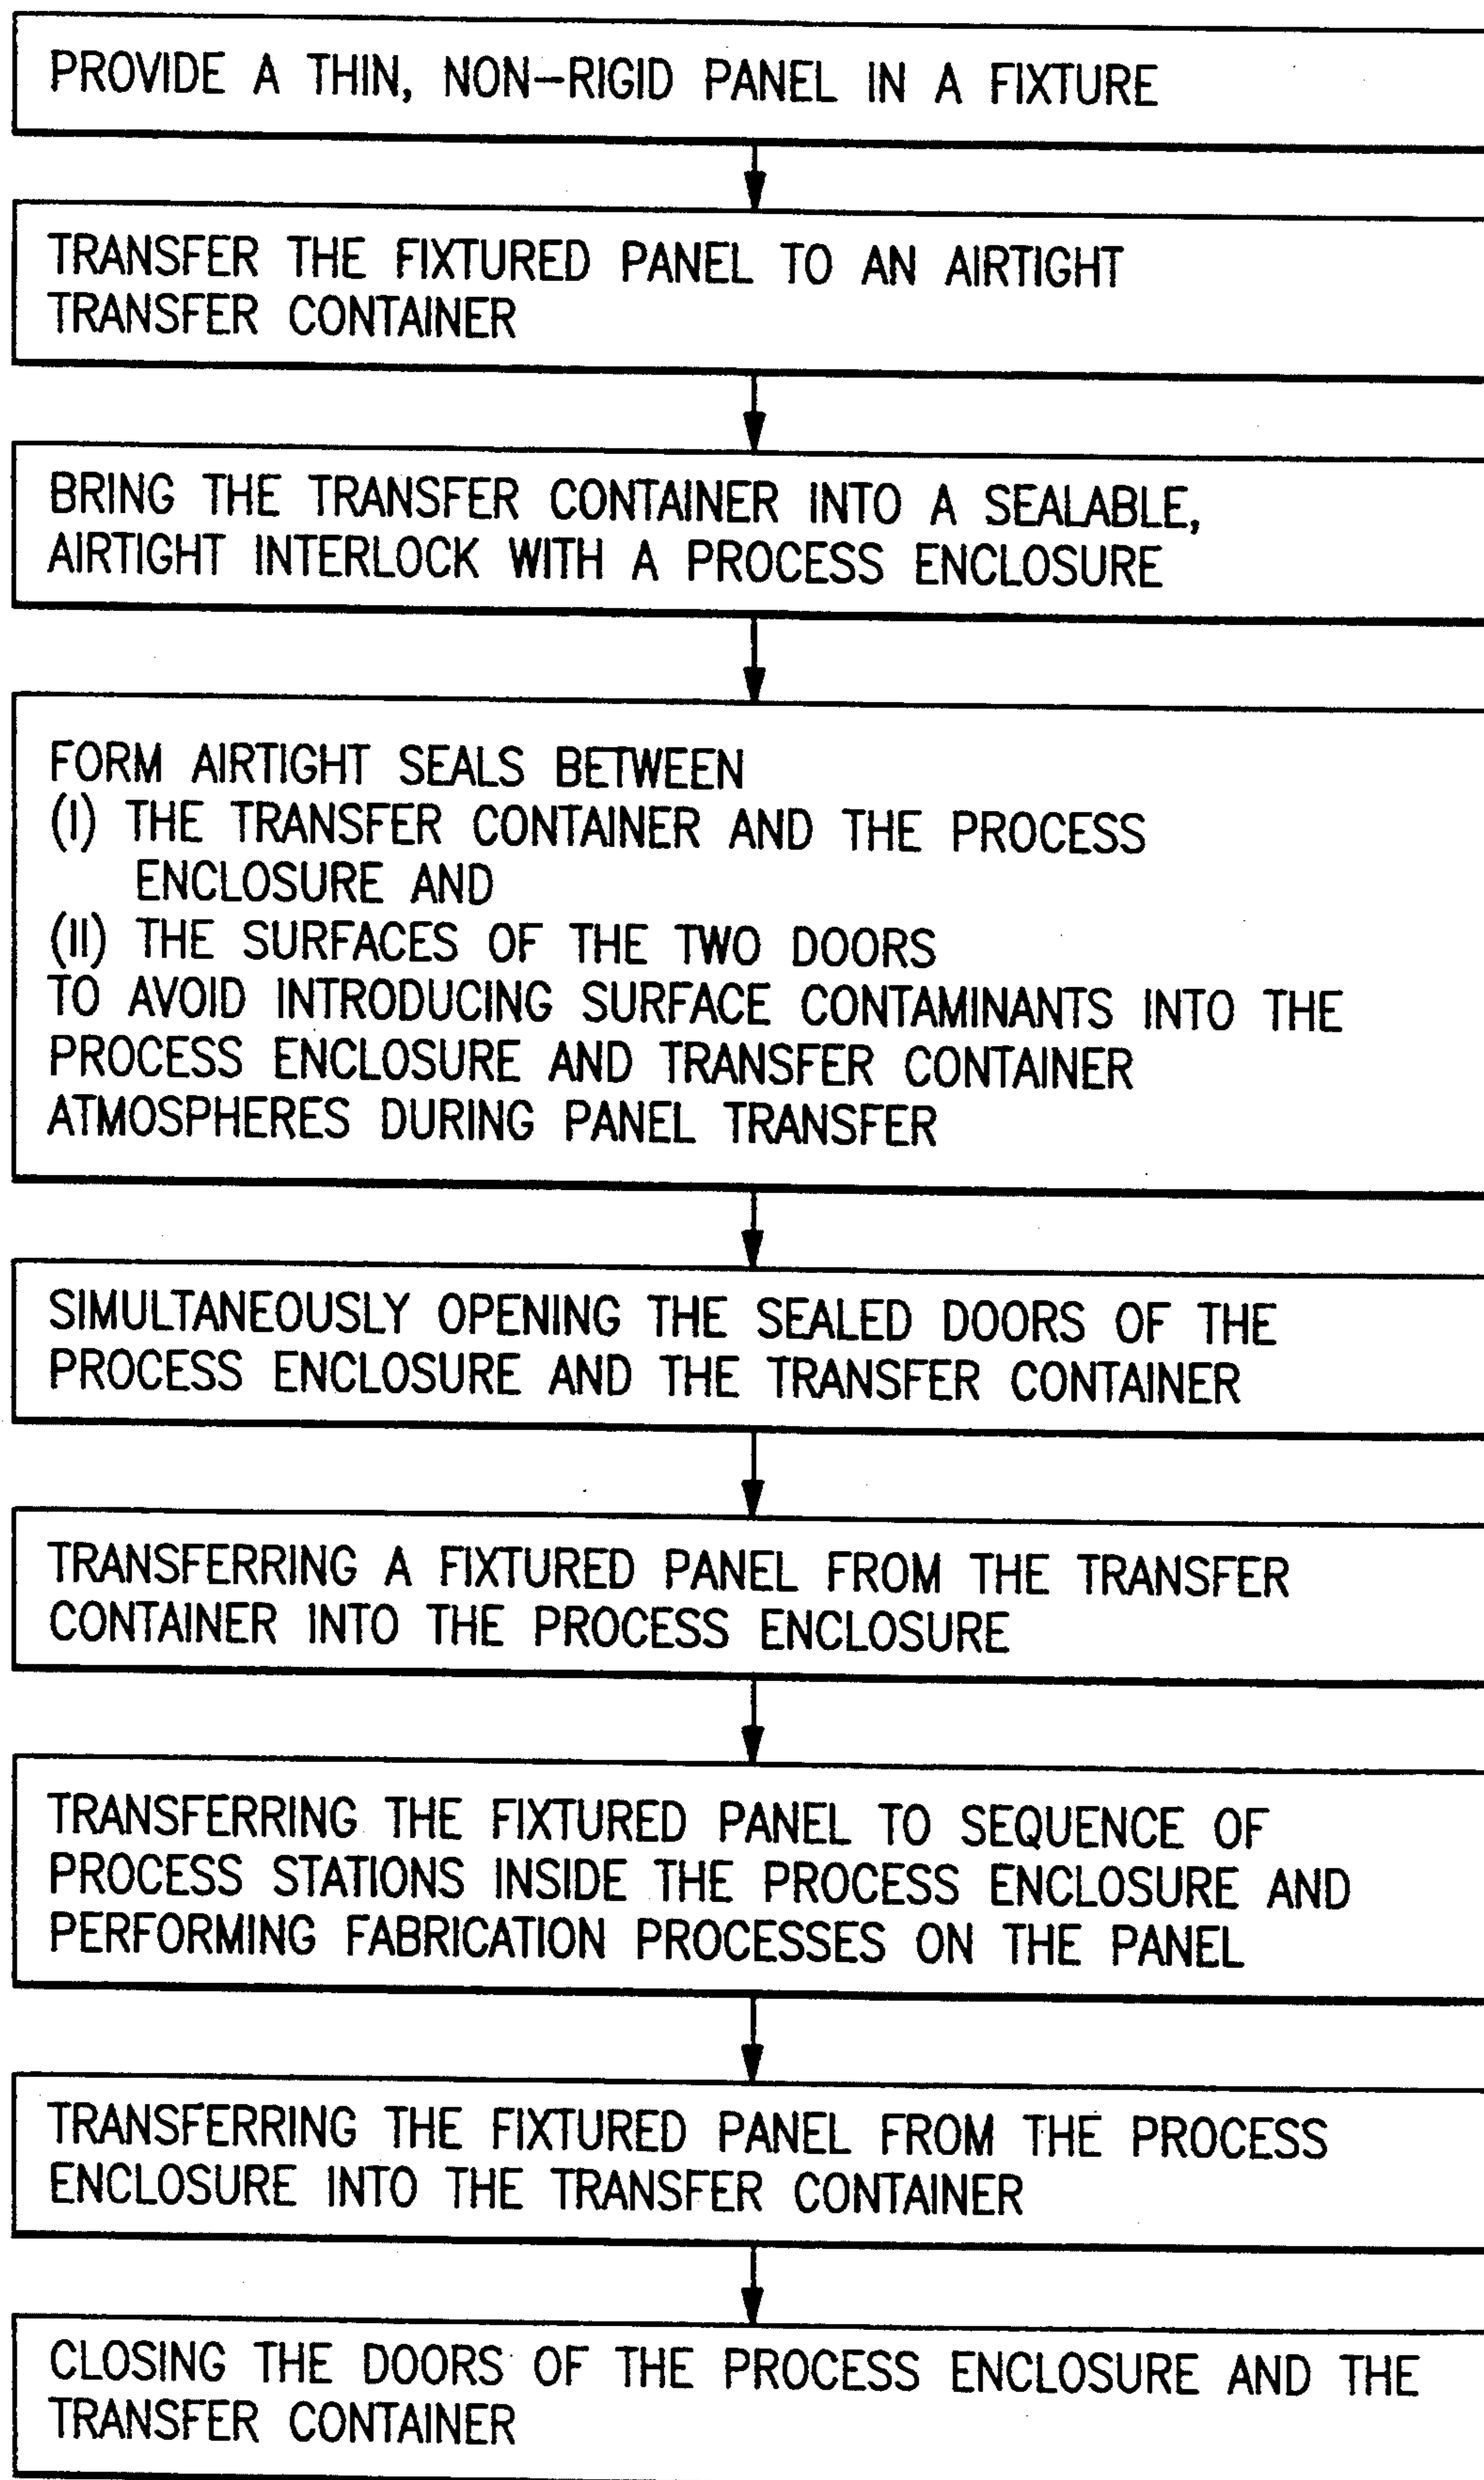 PROVIDE A THIN, NON-RIGID PANEL IN A FIXTURE
TRANSFER THE FIXTURED PANEL TO AN AIRTIGHT
TRANSFER CONTAINER
BRING THE TRANSFER CONTAINER INTO A SEALABLE,
AIRTIGHT INTERLOCK WITH A PROCESS ENCLOSURE
FORM AIRTIGHT SEALS BETWEEN
(I) THE TRANSFER CONTAINER AND THE PROCESS
ENCLOSURE AND
(II) THE SURFACES OF THE TWO DOORS
TO AVOID INTRODUCING SURFACE CONTAMINANTS INTO THE
PROCESS ENCLOSURE AND TRANSFER CONTAINER
ATMOSPHERES DURING PANEL TRANSFER
SIMULTANEOUSLY OPENING THE SEALED DOORS OF THE
PROCESS ENCLOSURE AND THE TRANSFER CONTAINER
TRANSFERRING A FIXTURED PANEL FROM THE TRANSFER
CONTAINER INTO THE PROCESS ENCLOSURE
TRANSFERRING THE FIXTURED PANEL TO SEQUENCE OF
PROCESS STATIONS INSIDE THE PROCESS ENCLOSURE AND
PERFORMING FABRICATION PROCESSES ON THE PANEL
TRANSFERRING THE FIXTURED PANEL FROM THE PROCESS
ENCLOSURE INTO THE TRANSFER CONTAINER
CLOSING THE DOORS OF THE PROCESS ENCLOSURE AND THE
TRANSFER CONTAINER